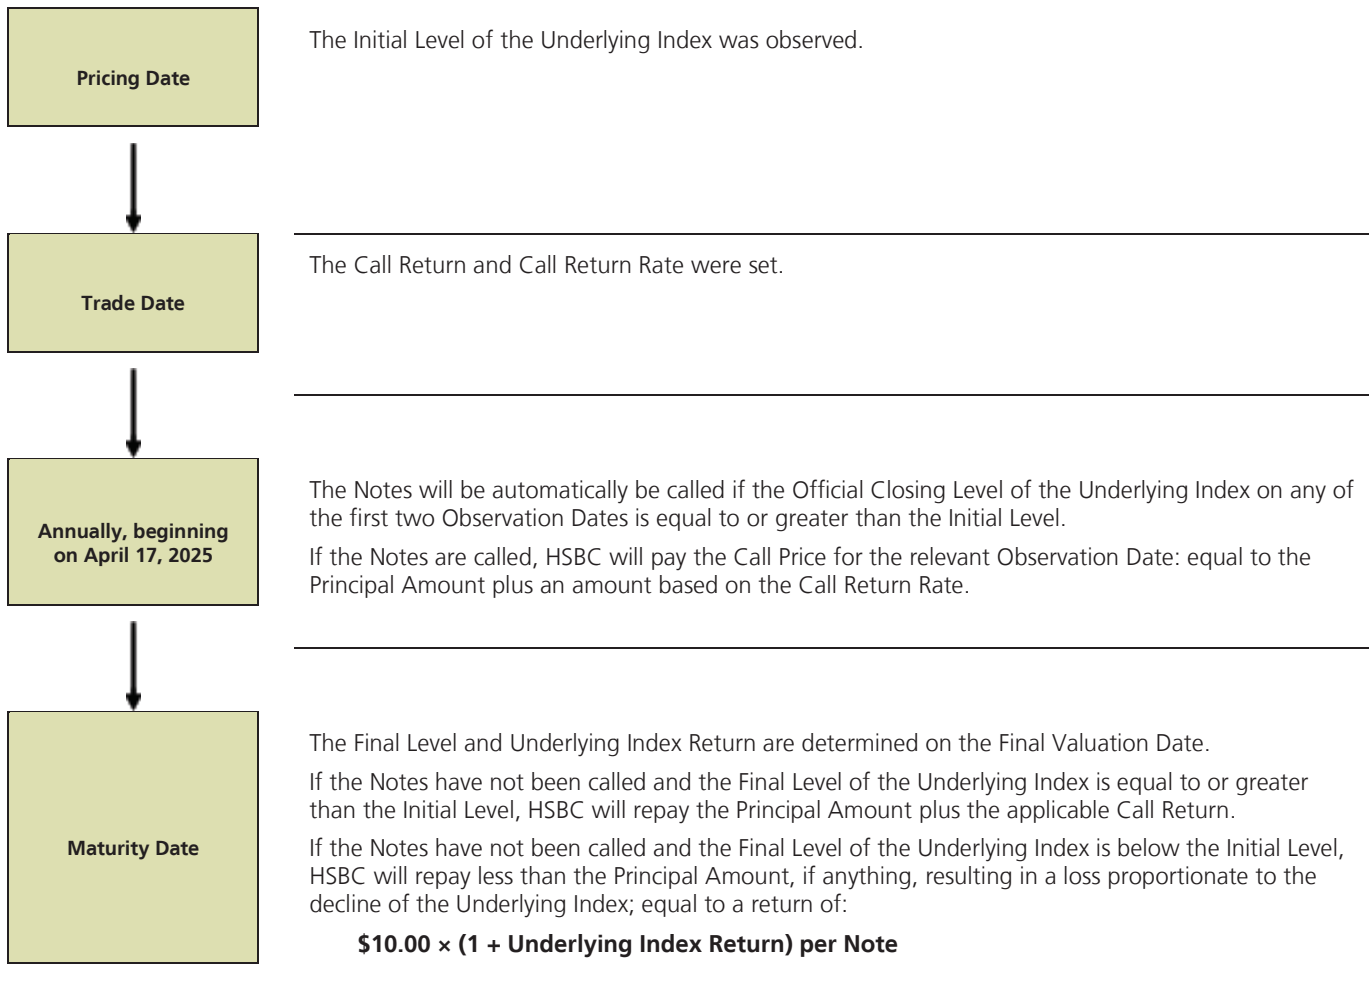 Pricing Date
The Initial Level of the Underlying Index was observed.
Trade Date
The Call Return and Call Return Rate were set.
Annually, beginning
on April 17, 2025
The Notes will be automatically be called if the Official Closing Level of the Underlying Index on any of
the first two Observation Dates is equal to or greater than the Initial Level.
If the Notes are called, HSBC will pay the Call Price for the relevant Observation Date: equal to the
Principal Amount plus an amount based on the Call Return Rate.
Maturity Date
The Final Level and Underlying Index Return are determined on the Final Valuation Date.
If the Notes have not been called and the Final Level of the Underlying Index is equal to or greater
than the Initial Level, HSBC will repay the Principal Amount plus the applicable Call Return.
If the Notes have not been called and the Final Level of the Underlying Index is below the Initial Level,
HSBC will repay less than the Principal Amount, if anything, resulting in a loss proportionate to the
decline of the Underlying Index; equal to a return of:
$10.00 × (1 + Underlying Index Return) per Note